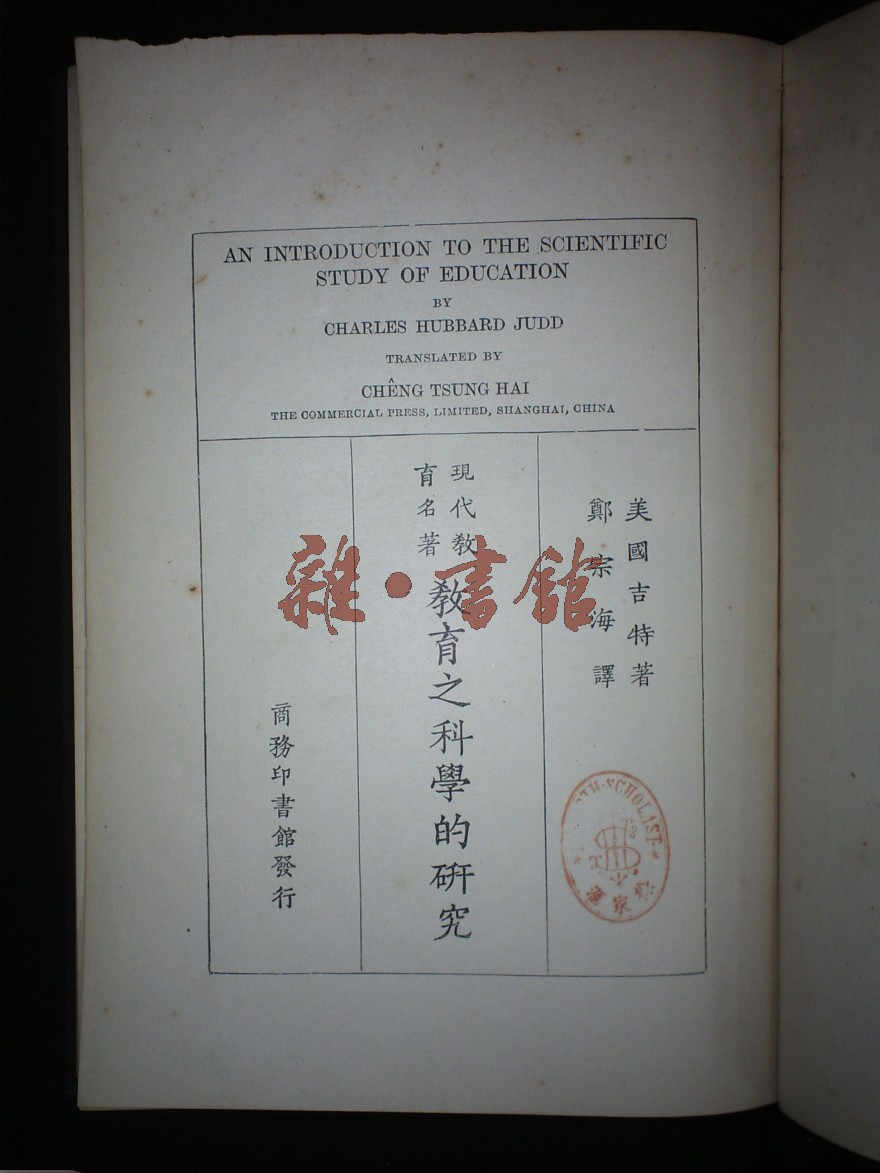 AN INTRODUCTION TO THE SCIENTIFIC
STUDY OF EDUCATION
BY
CHARLES HUBBARD JUDD
TRANSLATED BY
CHÊNG TSUNG HAI
THE COMMERCIAL PRESS, LIMITED, SHANGHAI, CHINA
美國吉特著
鄭宗海譯
現代教
育名著
教育之科學的研究
商務印書館發行
雜·書館
SCHOLAST